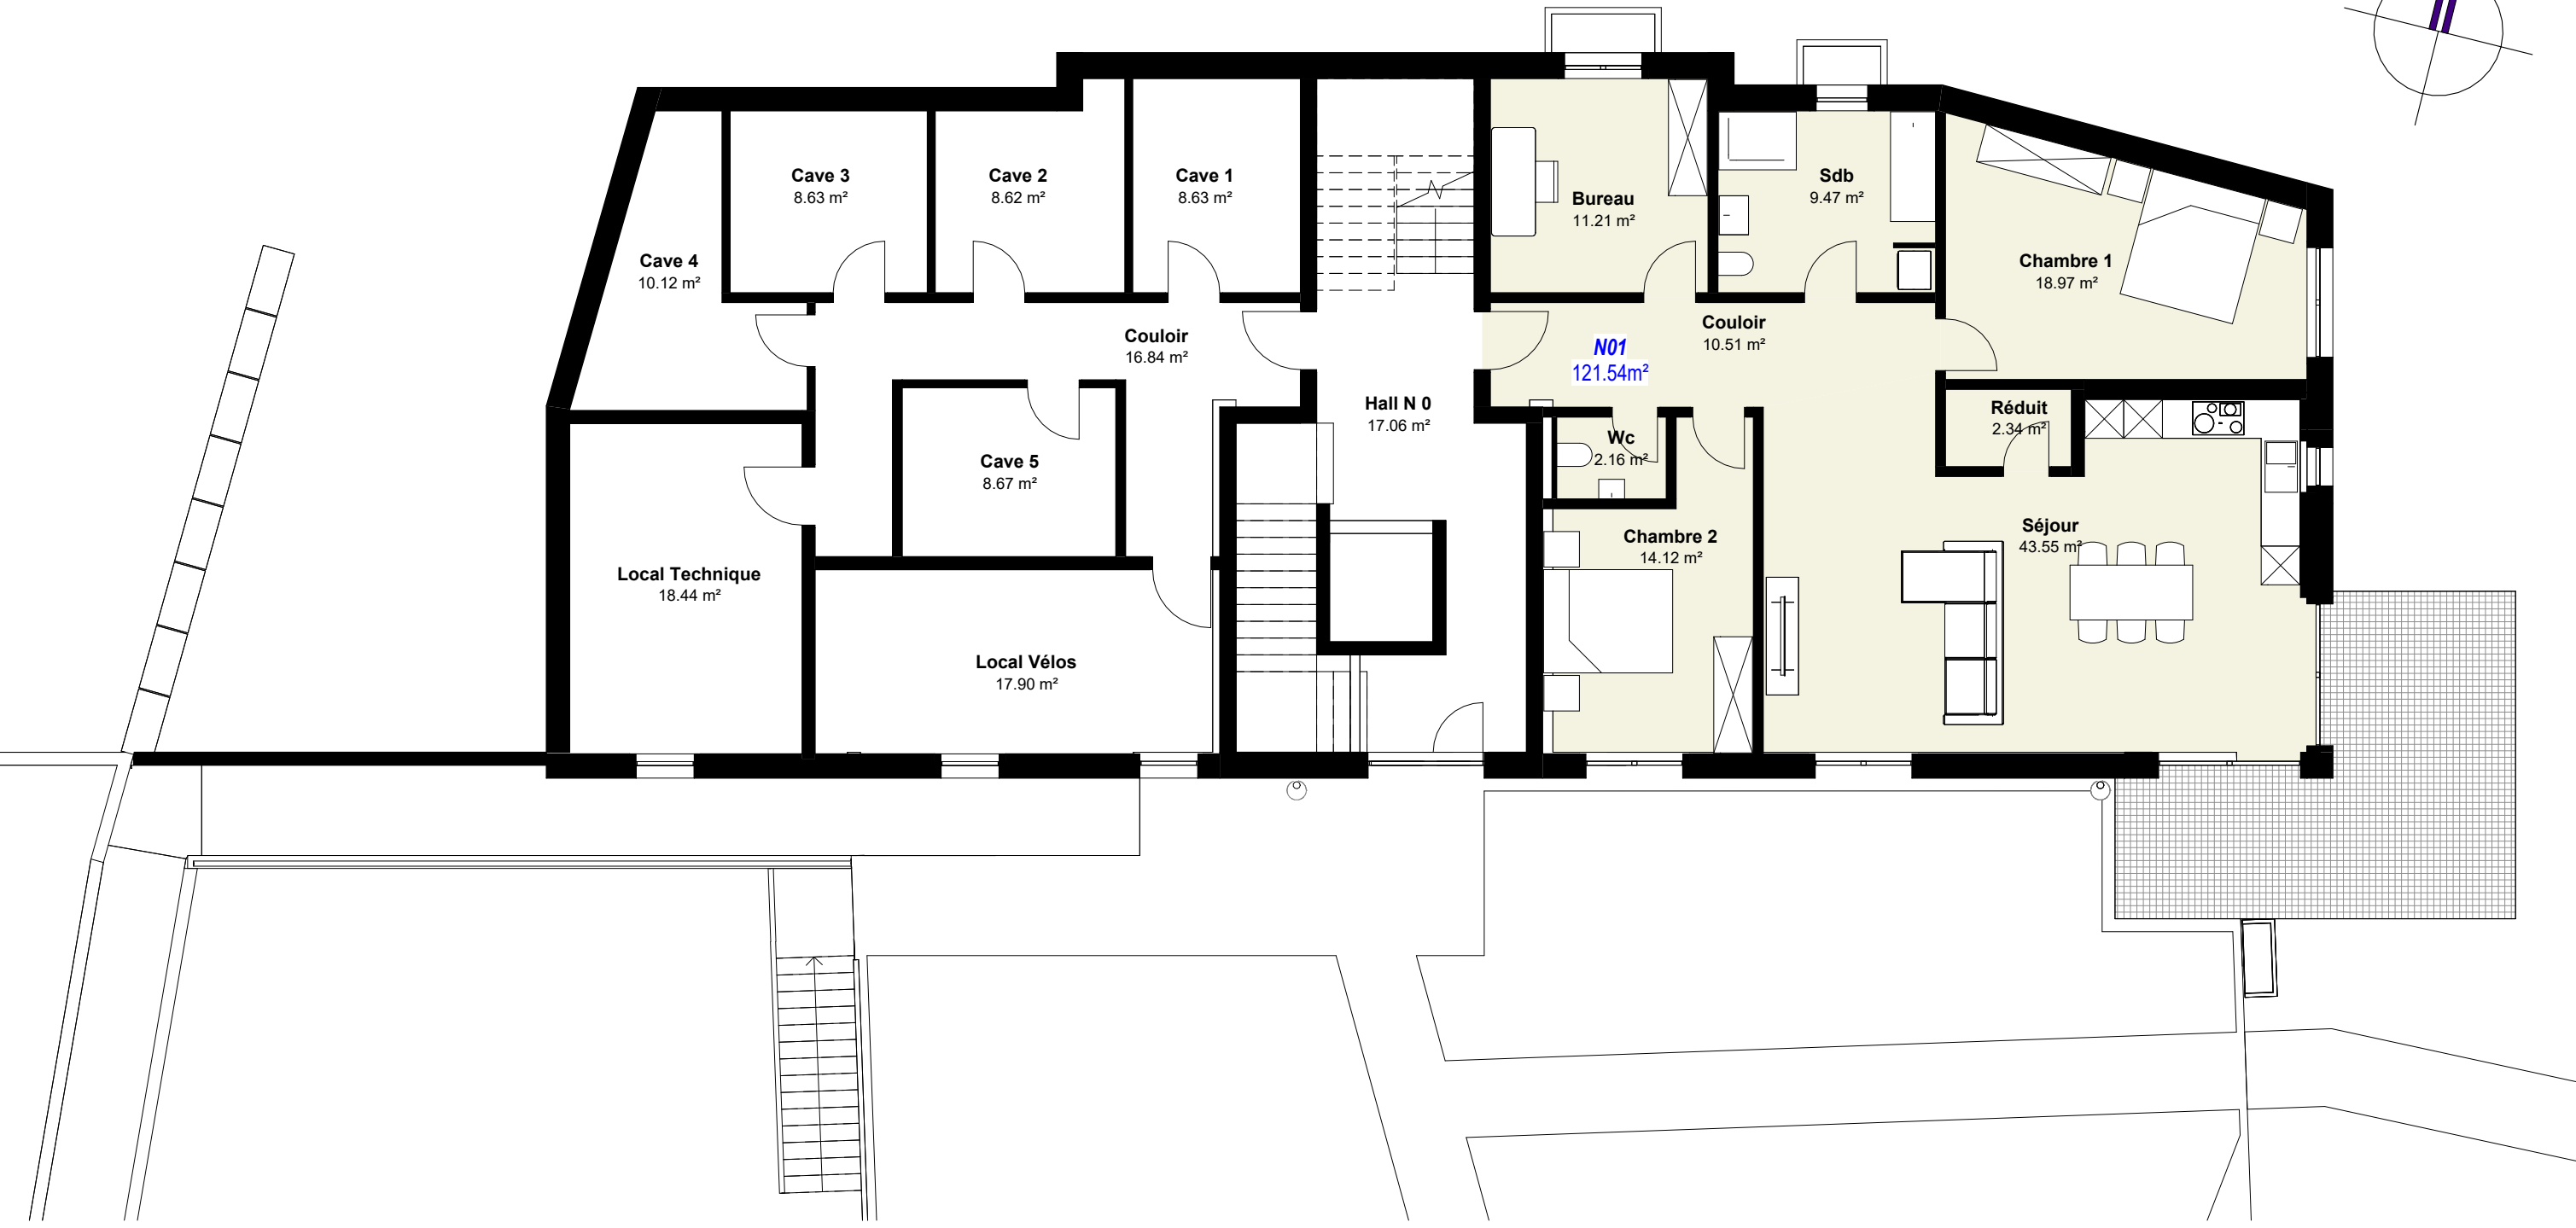 Cave 3
8.63 m²
Cave 2
8.62 m²
Cave 1
8.63 m²
Bureau
11.21 m²
Sdb
9.47 m²
Cave 4
10.12 m²
Chambre 1
18.97 m²
Couloir
16.84 m²
Couloir
10.51 m²
N01
121.54m²
Hall N 0
17.06 m²
Réduit
2.34 m²
Wc
2.16 m²
Cave 5
8.67 m²
Chambre 2
14.12 m²
Séjour
43.55 m²
Local Technique
18.44 m²
Local Vélos
17.90 m²